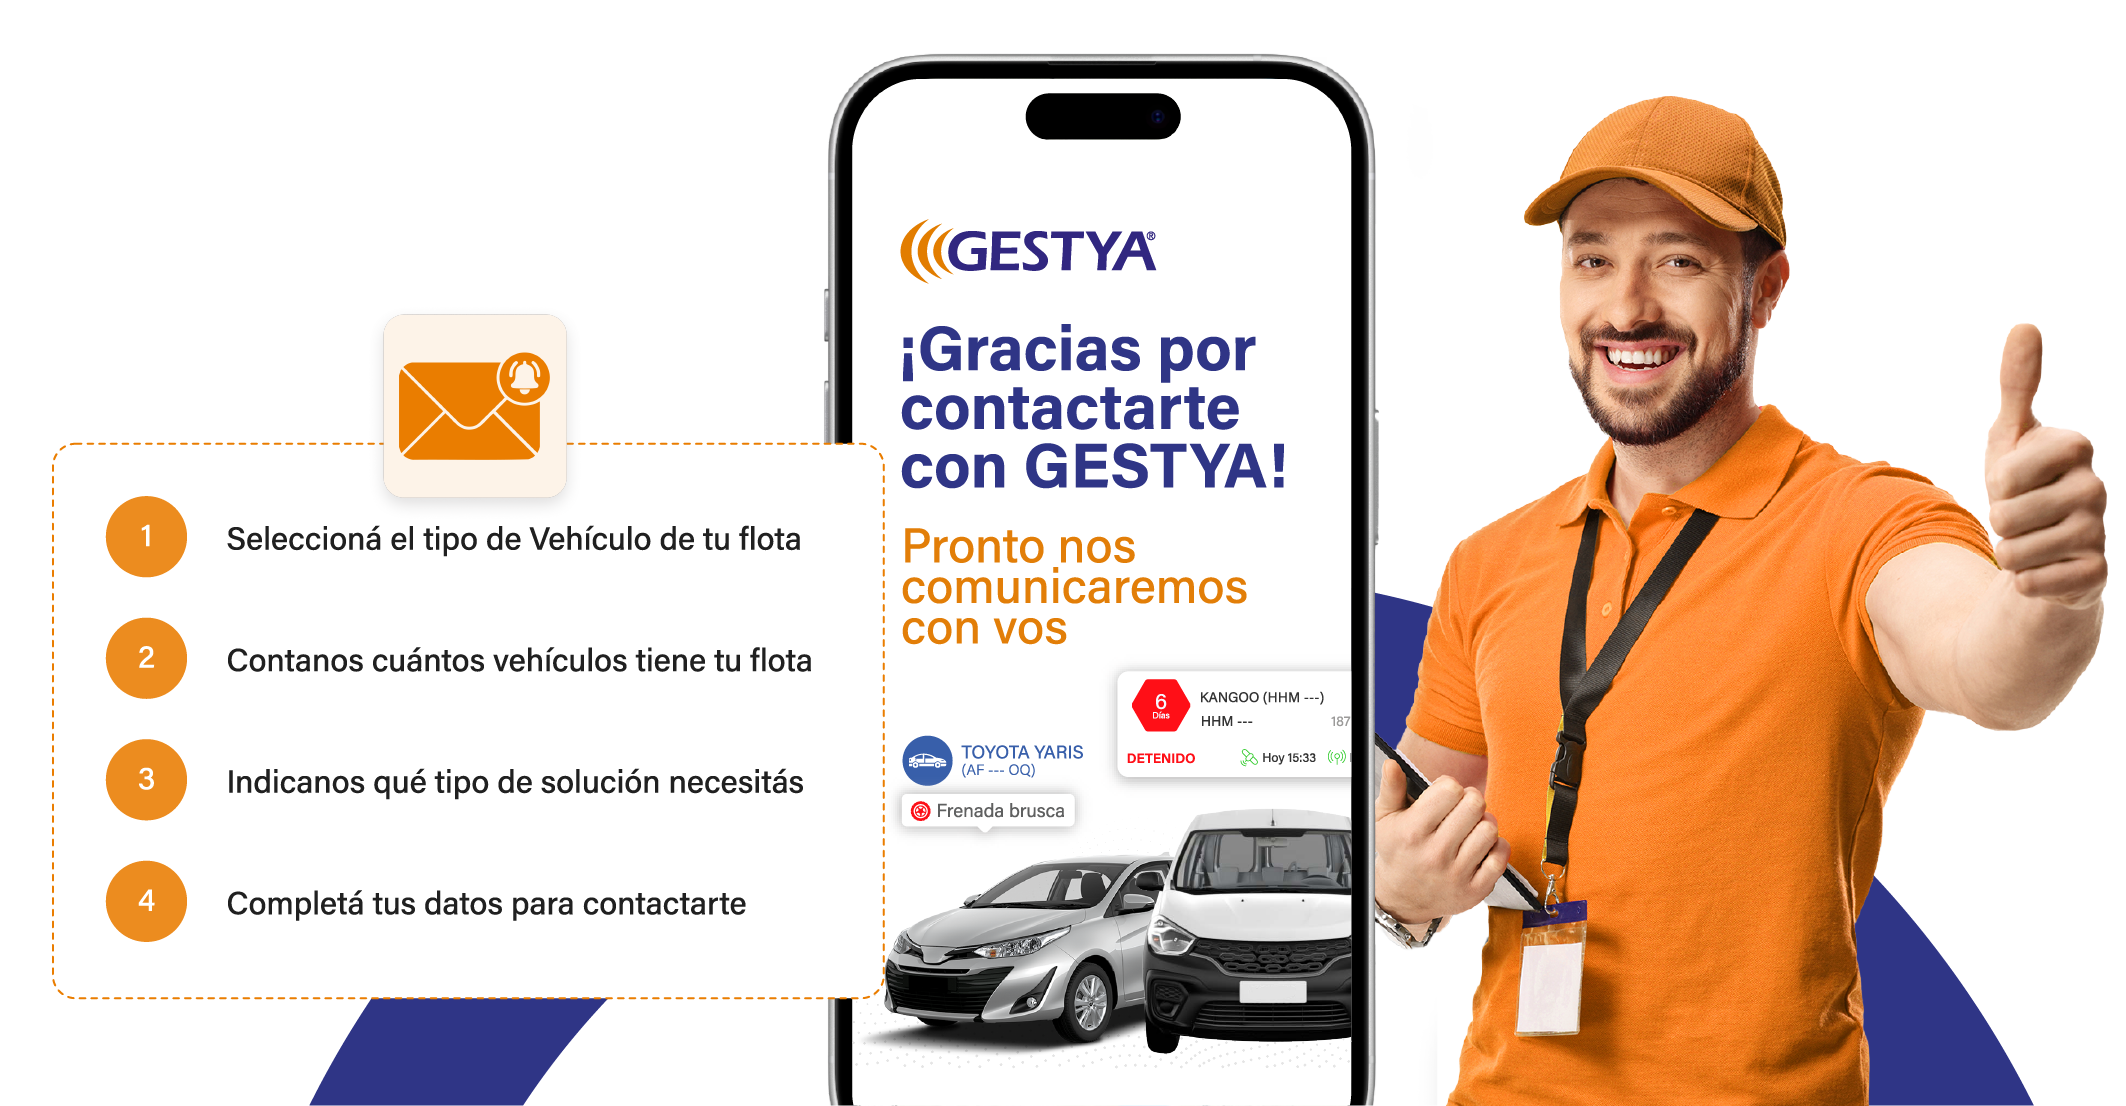 1
Seleccioná el tipo de Vehículo de tu flota
2
Contanos cuántos vehículos tiene tu flota
3
Indicanos qué tipo de solución necesitás
4
Completá tus datos para contactarte
GESTYA®
¡Gracias por
contactarte
con GESTYA!
Pronto nos
comunicaremos
con vos
6
Días
KANGOO (HHM ---)
HHM ---
187
DETENIDO
Hoy 15:33
TOYOTA YARIS
(AF --- OQ)
Frenada brusca